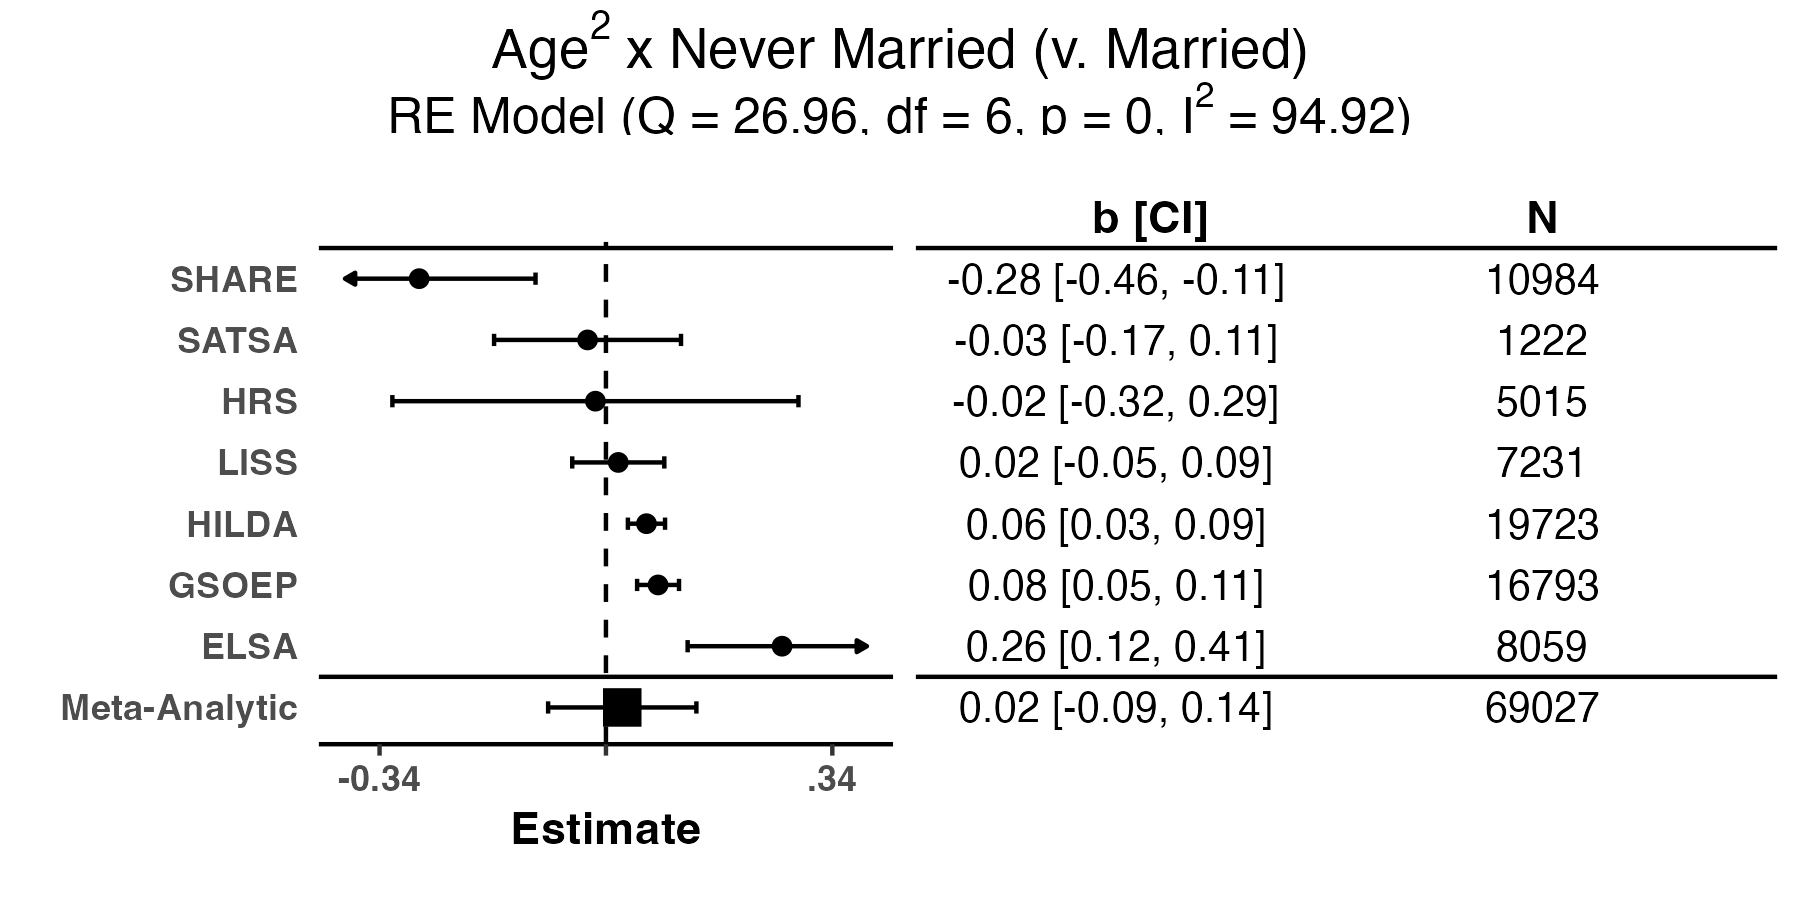 Age² x Never Married (v. Married)
RE Model (Q = 26.96, df = 6, p = 0, I² = 94.92)
b [CI] N
SHARE -0.28 [-0.46, -0.11] 10984
SATSA -0.03 [-0.17, 0.11] 1222
HRS -0.02 [-0.32, 0.29] 5015
LISS 0.02 [-0.05, 0.09] 7231
HILDA 0.06 [0.03, 0.09] 19723
GSOEP 0.08 [0.05, 0.11] 16793
ELSA 0.26 [0.12, 0.41] 8059
Meta-Analytic 0.02 [-0.09, 0.14] 69027
-0.34 .34
Estimate